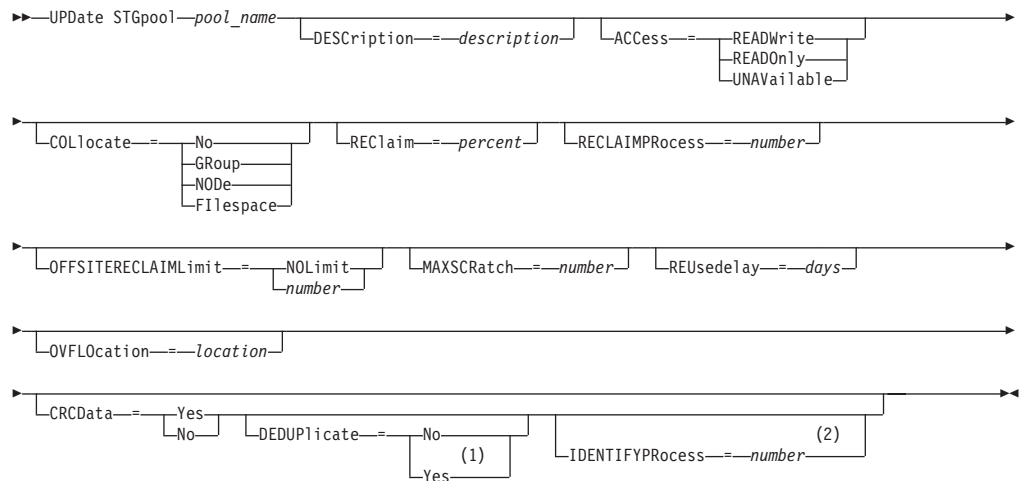 UPDate STGpool pool_name
DESCription = description
ACCess = READWrite
READOnly
UNAVailable
COLlocate = No
GRoup
NODe
FIlespace
REClaim = percent
RECLAIMPRocess = number
OFFSITERECLAIMLimit = NOLimit
number
MAXSCRatch = number
REUsedelay = days
OVFLOcation = location
CRCData = Yes
No
DEDUPlicate = No
(1)
Yes
(2)
IDENTIFYPRocess = number